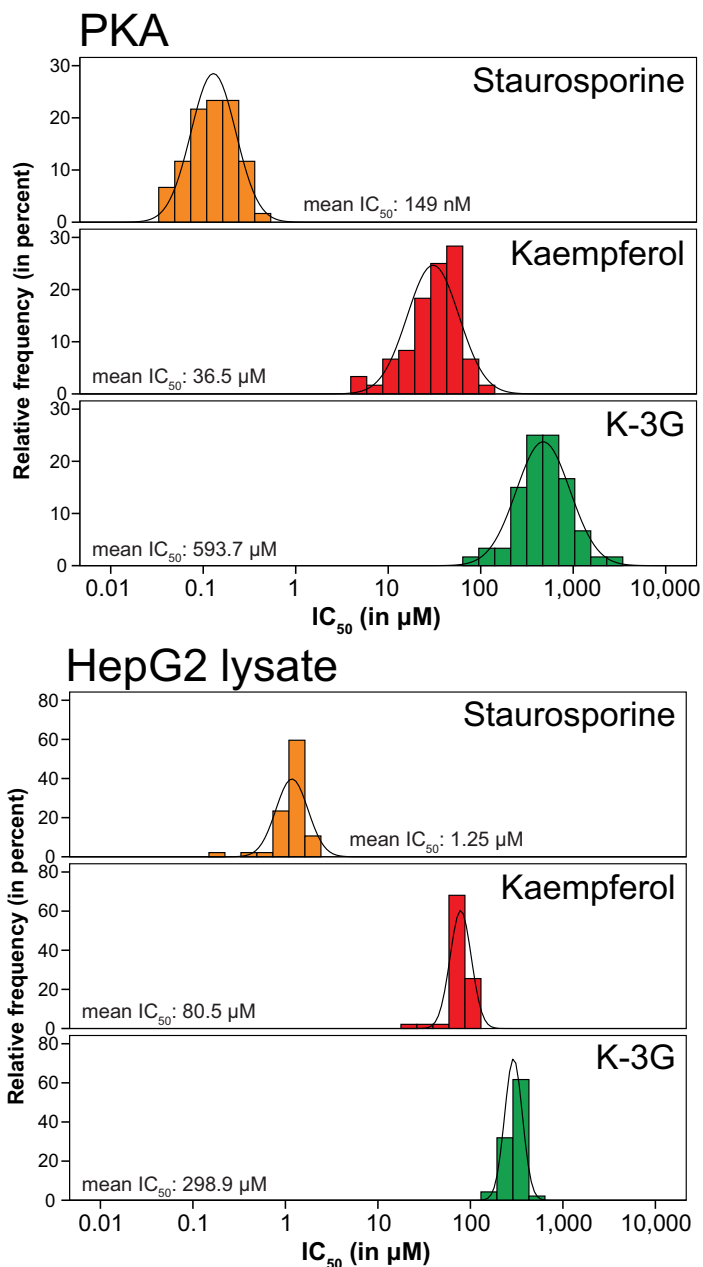 PKA
Relative frequency (in percent)
30
20
10
0
Staurosporine
mean IC50: 149 nM
30
20
10
0
Kaempferol
mean IC50: 36.5 µM
30
20
10
0
K-3G
mean IC50: 593.7 µM
0.01 0.1 1 10 100 1,000 10,000
IC50 (in µM)
HepG2 lysate
Relative frequency (in percent)
80
60
40
20
0
Staurosporine
mean IC50: 1.25 µM
80
60
40
20
0
Kaempferol
mean IC50: 80.5 µM
80
60
40
20
0
K-3G
mean IC50: 298.9 µM
0.01 0.1 1 10 100 1,000 10,000
IC50 (in µM)